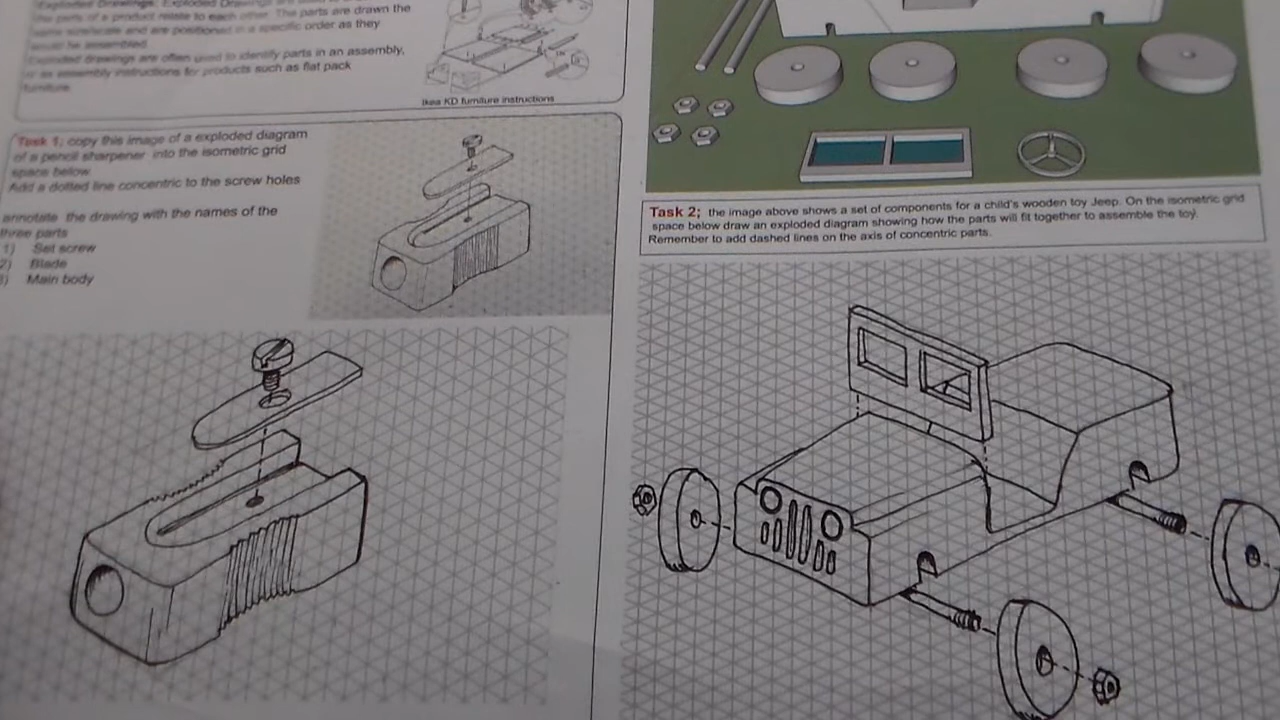 Exploded Drawings; Exploded Drawings
the parts of a product relate to each other. The parts are drawn the
same size/scale and are positioned in a specific order as they
would be assembled.
Exploded drawings are often used to identify parts in an assembly,
or as assembly instructions for products such as flat pack
furniture.
Ikea KD furniture instructions
Task 1; copy this image of a exploded diagram
of a pencil sharpener into the isometric grid
space below
Add a dotted line concentric to the screw holes
annotate the drawing with the names of the
three parts
1) Set screw
2) Blade
3) Main body
Task 2; the image above shows a set of components for a child's wooden toy Jeep. On the isometric grid
space below draw an exploded diagram showing how the parts will fit together to assemble the toy.
Remember to add dashed lines on the axis of concentric parts.